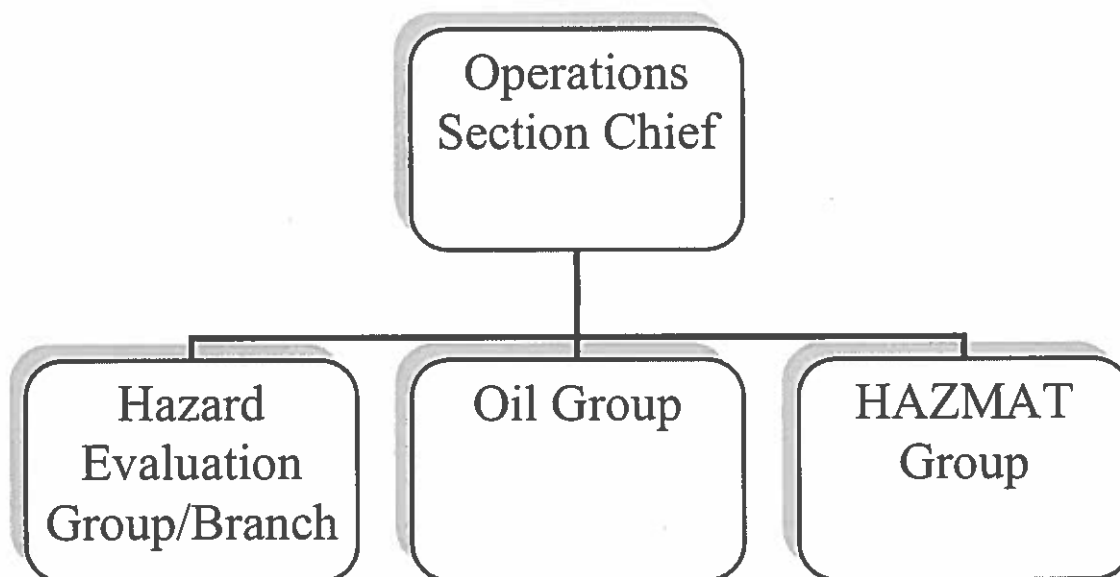 Operations
Section Chief
Hazard
Evaluation
Group/Branch
Oil Group
HAZMAT
Group